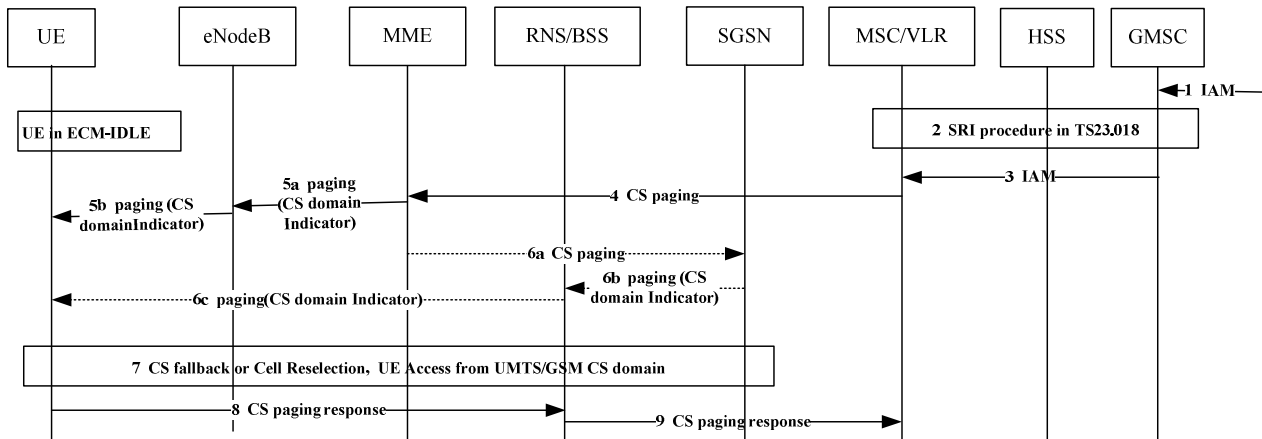 UE
eNodeB
MME
RNS/BSS
SGSN
MSC/VLR
HSS
GMSC
1 IAM
UE in ECM-IDLE
2 SRI procedure in TS23.018
3 IAM
4 CS paging
5a paging
(CS domain
Indicator)
5b paging (CS
domainIndicator)
6a CS paging
6b paging (CS
domain Indicator)
6c paging(CS domain Indicator)
7 CS fallback or Cell Reselection, UE Access from UMTS/GSM CS domain
8 CS paging response
9 CS paging response